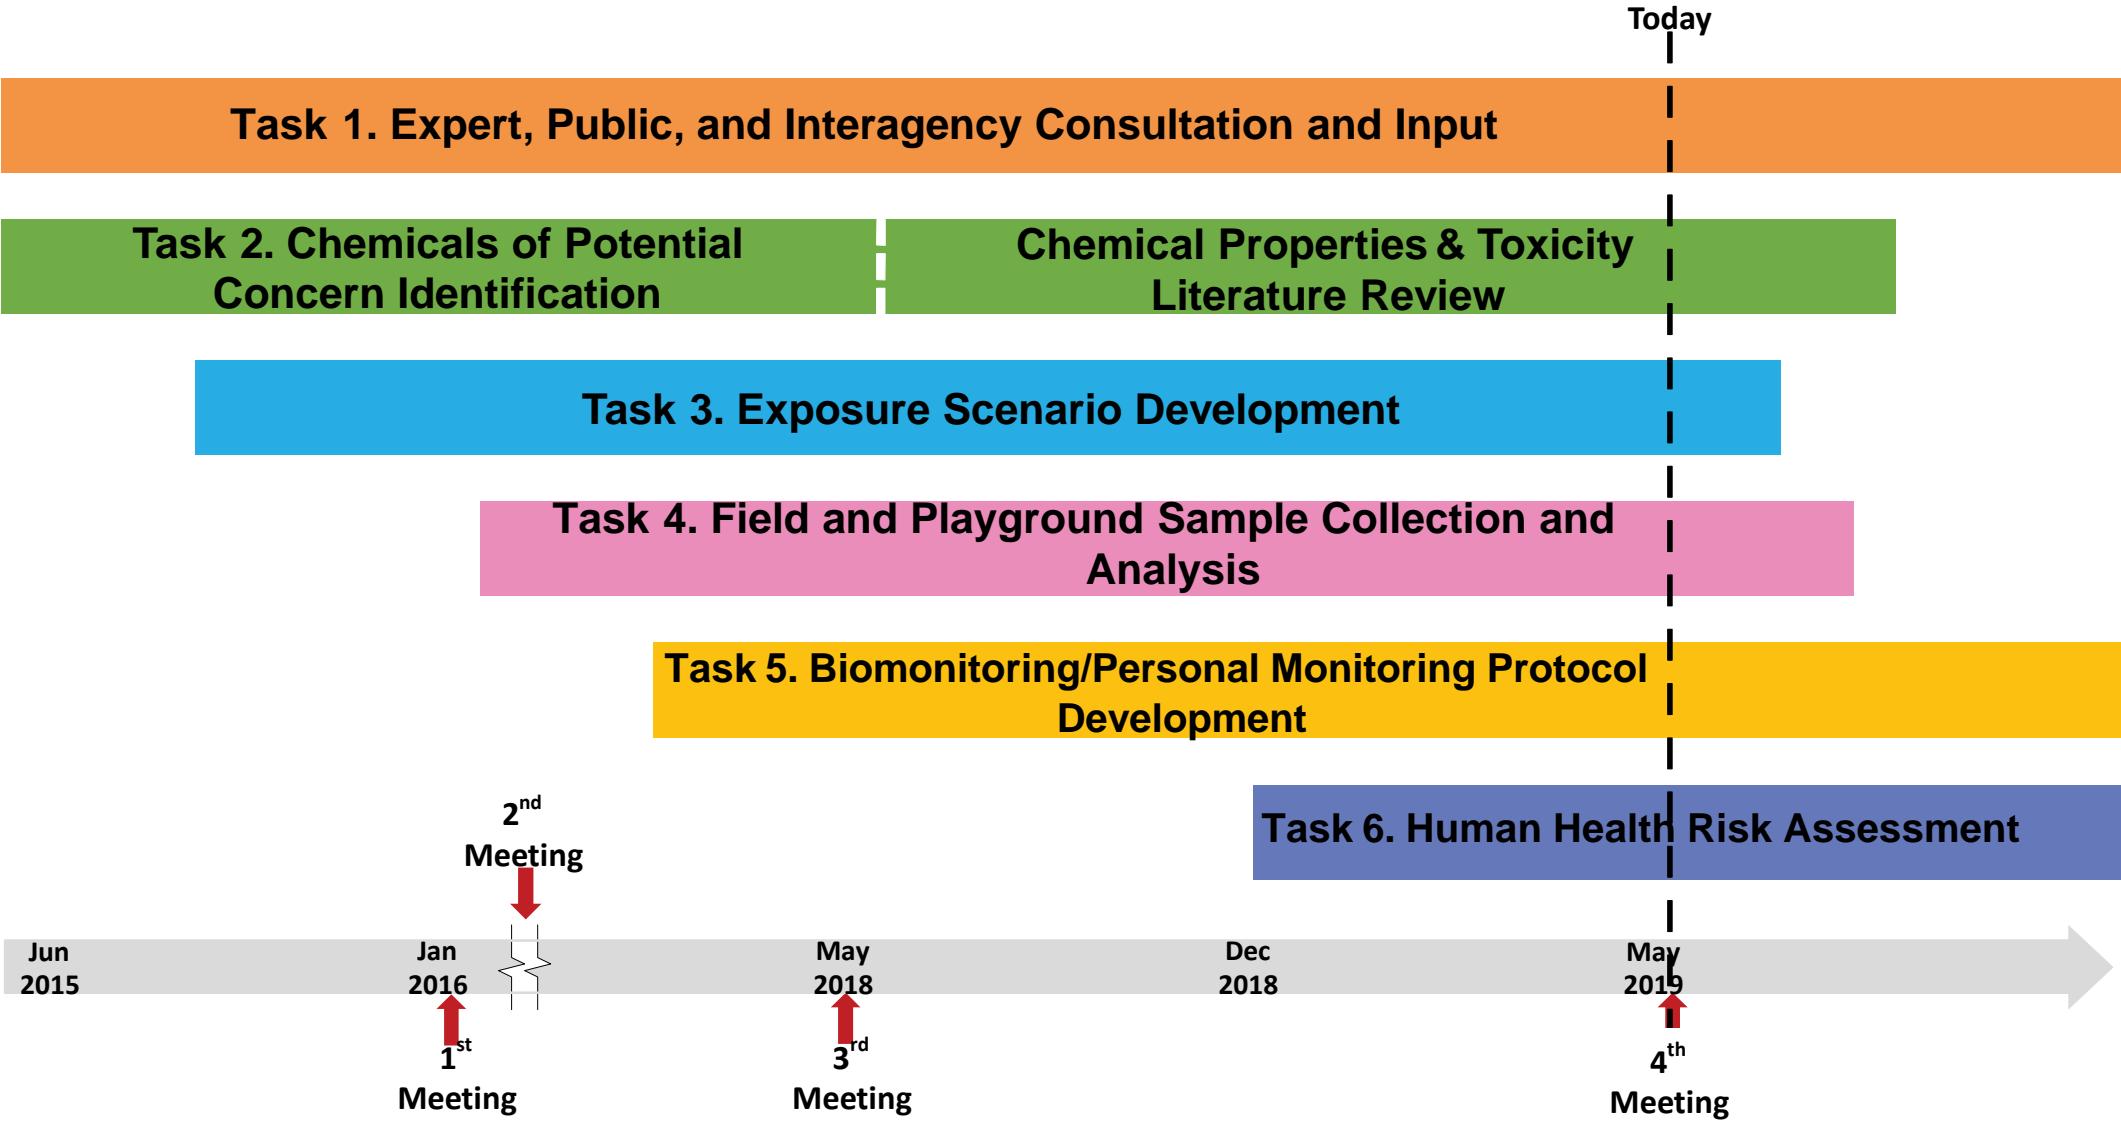 Today
Task 1. Expert, Public, and Interagency Consultation and Input
Task 2. Chemicals of Potential
Concern Identification
Chemical Properties & Toxicity
Literature Review
Task 3. Exposure Scenario Development
Task 4. Field and Playground Sample Collection and
Analysis
Task 5. Biomonitoring/Personal Monitoring Protocol
Development
Task 6. Human Health Risk Assessment
2nd
Meeting
Jun
2015
Jan
2016
May
2018
Dec
2018
May
2019
1st
Meeting
3rd
Meeting
4th
Meeting